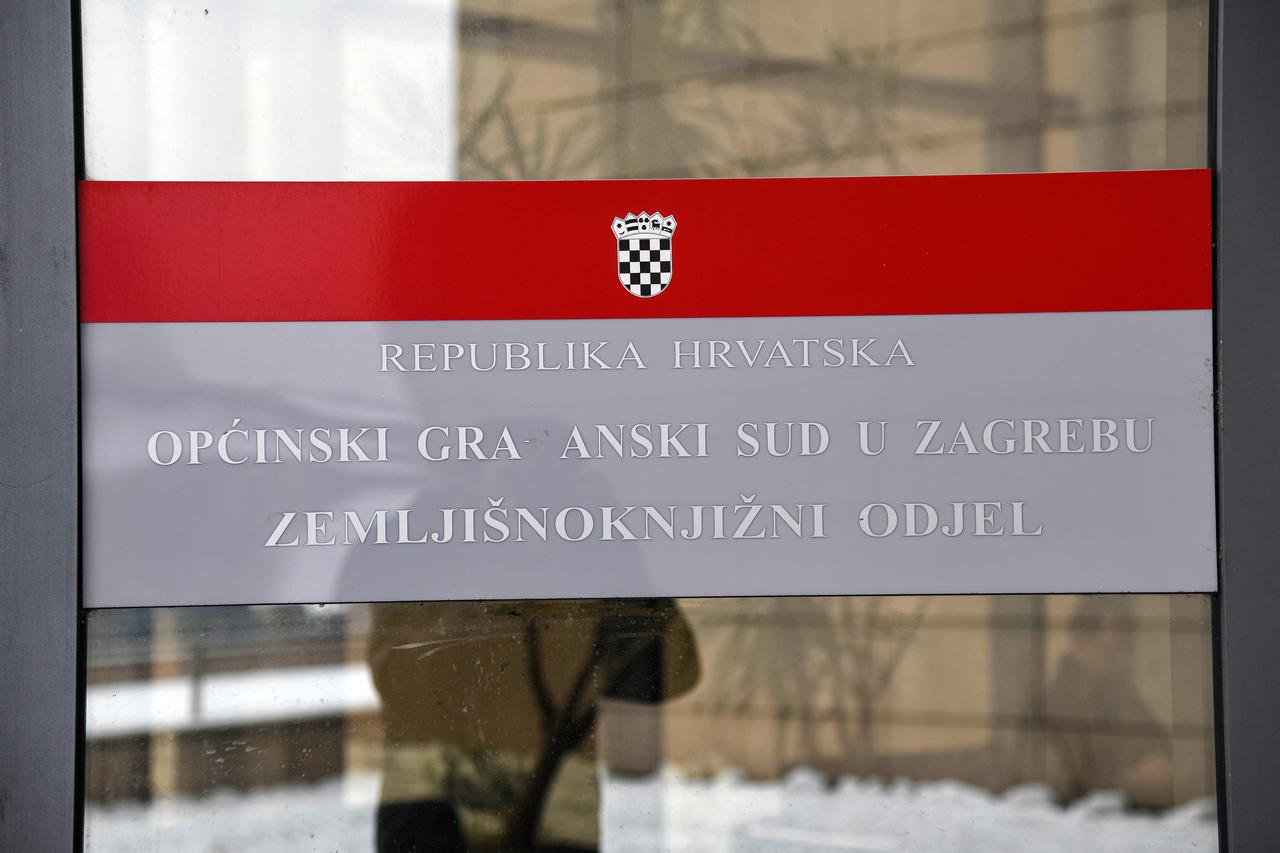 REPUBLIKA HRVATSKA
OPĆINSKI GRA ANSKI SUD U ZAGREBU
ZEMLJIŠNOKNJIŽNI ODJEL